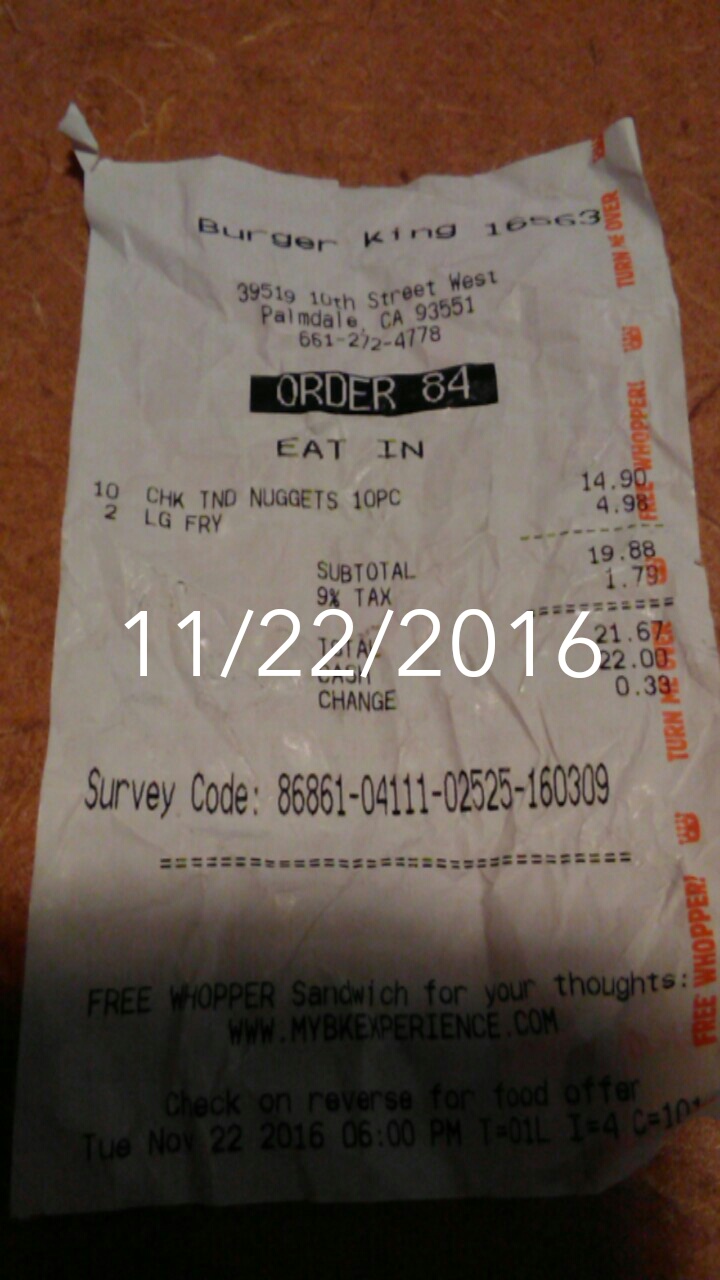 Burger King 16563
39519 10th Street West
Palmdale, CA 93551
661-272-4778
ORDER 84
EAT IN
10 CHK TND NUGGETS 10PC 14.90
2 LG FRY 4.98
SUBTOTAL 19.88
9% TAX 1.79
11/22/2016
TOTAL 21.67
CASH 22.00
CHANGE 0.33
Survey Code: 86861-04111-02525-160309
FREE WHOPPER Sandwich for your thoughts:
WWW.MYBKEXPERIENCE.COM
Check on reverse for food offer
Tue Nov 22 2016 06:00 PM T=01L I=4
TURN ME OVER
FREE WHOPPER!
TURN ME OVER
FREE WHOPPER!